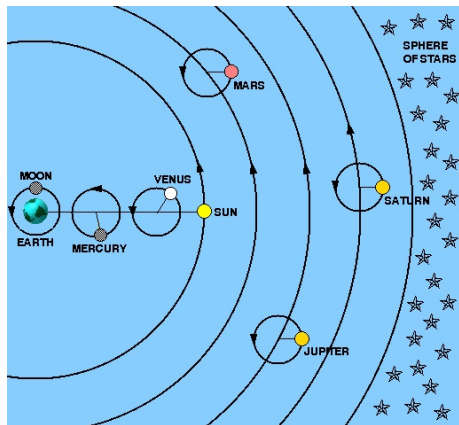 SPHERE
OF STARS
MARS
MOON
VENUS
SATURN
SUN
EARTH
MERCURY
JUPITER